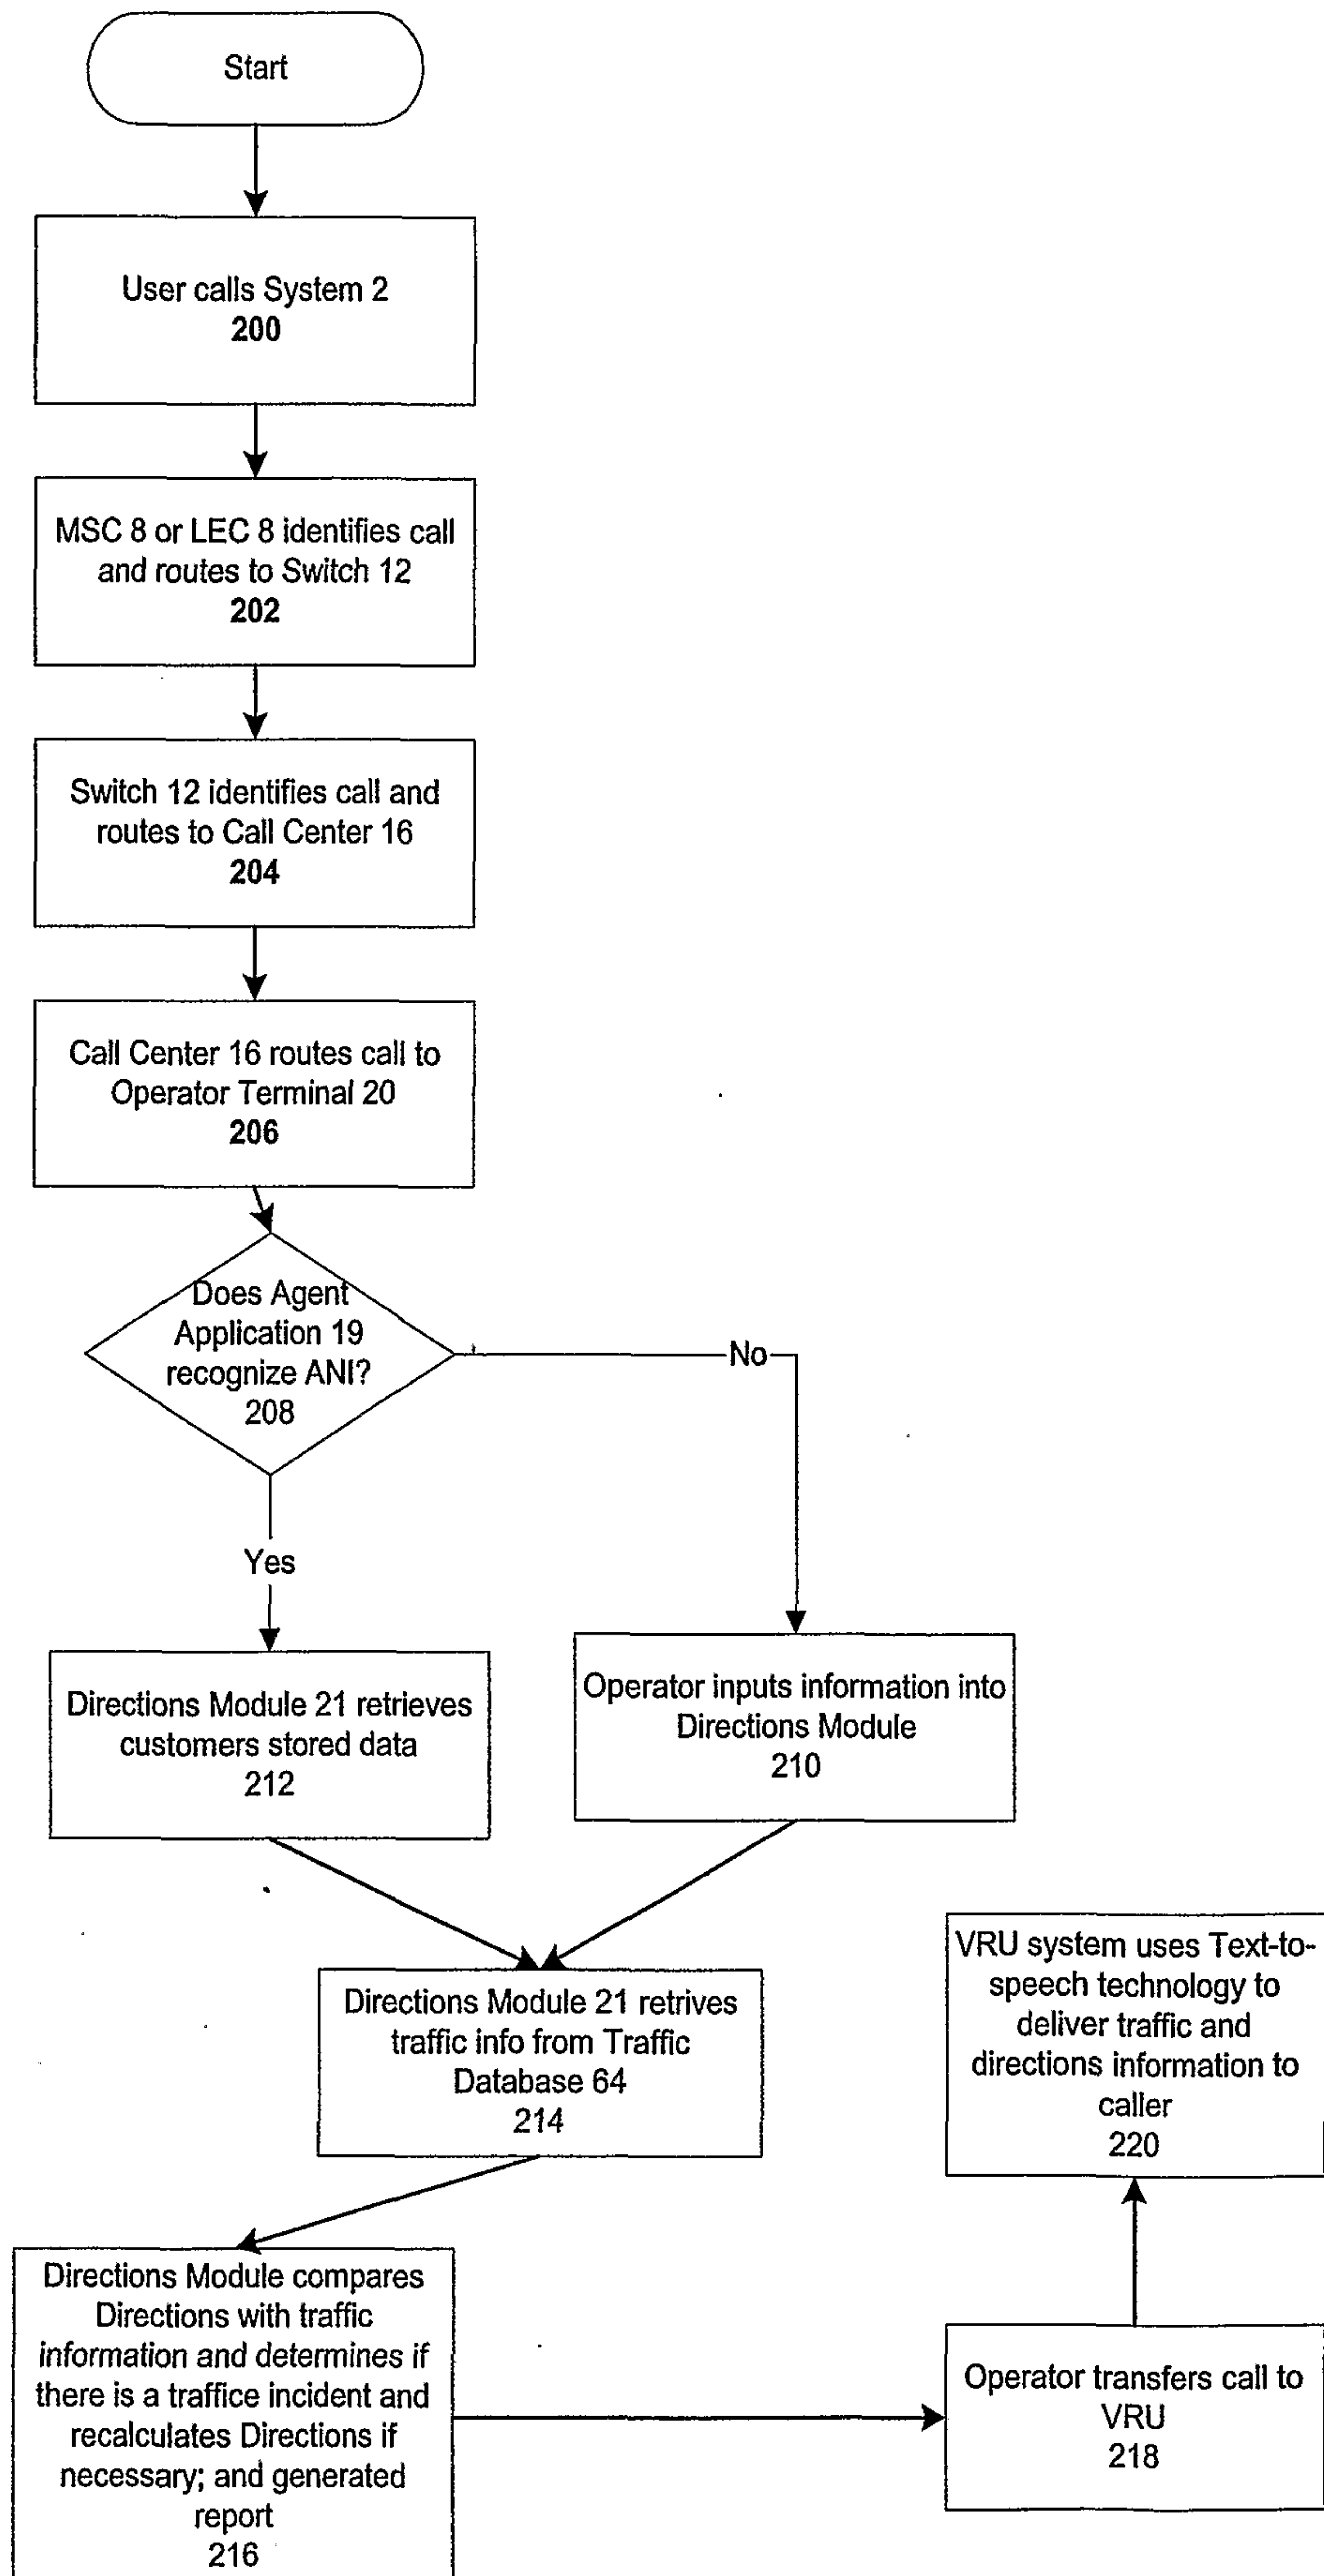 Start
User calls System 2
200
MSC 8 or LEC 8 identifies call
and routes to Switch 12
202
Switch 12 identifies call and
routes to Call Center 16
204
Call Center 16 routes call to
Operator Terminal 20
206
Does Agent
Application 19
recognize ANI?
208
No
Yes
Directions Module 21 retrieves
customers stored data
212
Operator inputs information into
Directions Module
210
Directions Module 21 retrives
traffic info from Traffic
Database 64
214
VRU system uses Text-to-
speech technology to
deliver traffic and
directions information to
caller
220
Directions Module compares
Directions with traffic
information and determines if
there is a traffice incident and
recalculates Directions if
necessary; and generated
report
216
Operator transfers call to
VRU
218